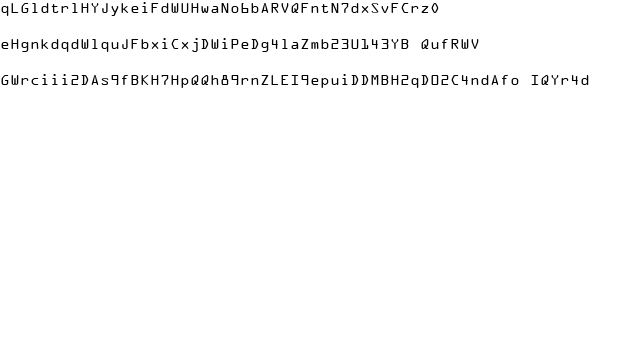 qLGldtrlHYJykeiFdWUHwaNo6bARVQFntN7dxSvFCrz0
eHgnkdqdWlquJFbxiCxjDWiPeDg4laZmb23U143YB QufRWV
GWrciii2DAs9fBKH7HpQQh89rnZLEI9epuiDDMBH2qDO2C4ndAfo IQYr4d